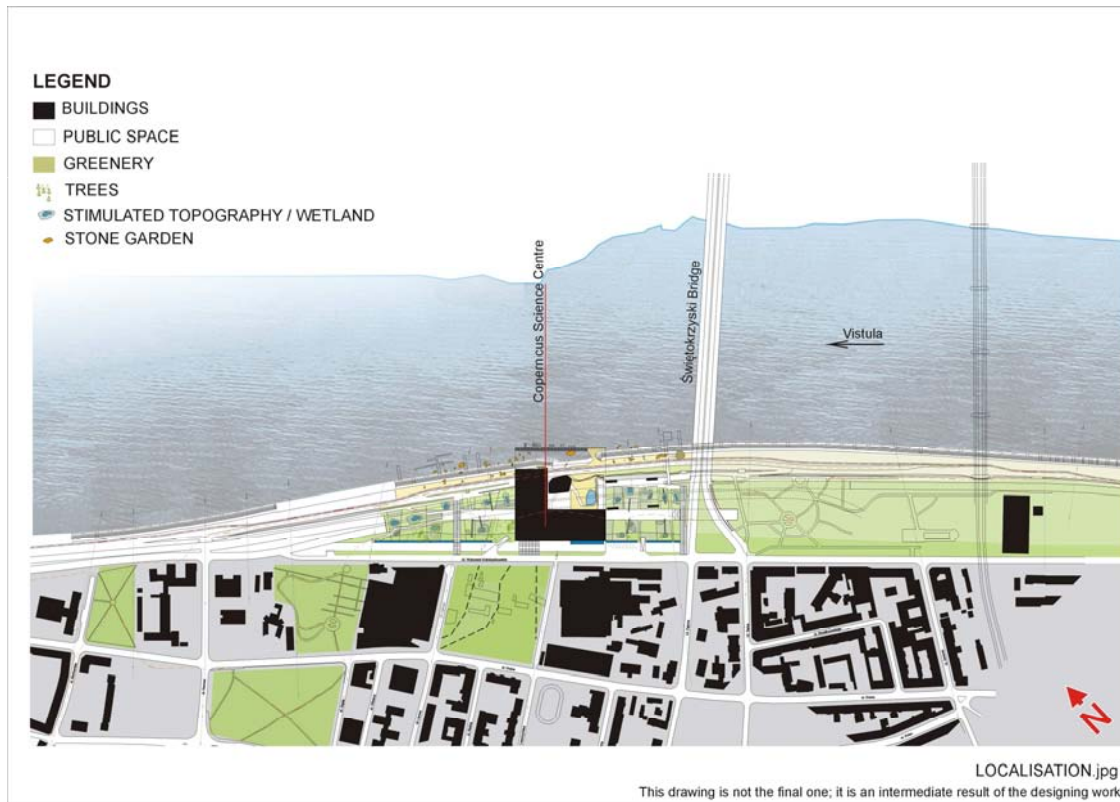 LEGEND
BUILDINGS
PUBLIC SPACE
GREENERY
TREES
STIMULATED TOPOGRAPHY / WETLAND
STONE GARDEN
Copernicus Science Centre
Świętokrzyski Bridge
Vistula
N
LOCALISATION.jpg
This drawing is not the final one; it is an intermediate result of the designing work